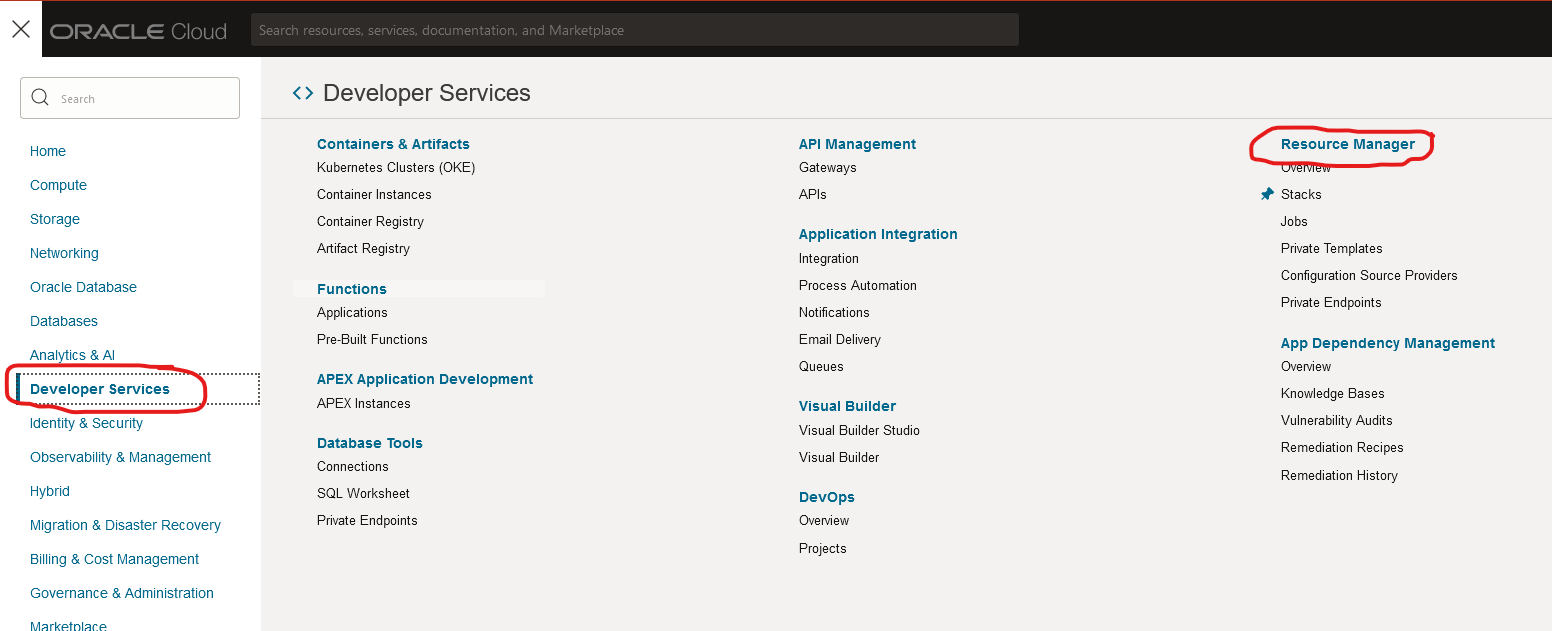 ORACLE Cloud
Search resources, services, documentation, and Marketplace
Search
Home
Compute
Storage
Networking
Oracle Database
Databases
Analytics & AI
Developer Services
Identity & Security
Observability & Management
Hybrid
Migration & Disaster Recovery
Billing & Cost Management
Governance & Administration
Marketplace
Developer Services
Containers & Artifacts
Kubernetes Clusters (OKE)
Container Instances
Container Registry
Artifact Registry
Functions
Applications
Pre-Built Functions
APEX Application Development
APEX Instances
Database Tools
Connections
SQL Worksheet
Private Endpoints
API Management
Gateways
APIs
Application Integration
Integration
Process Automation
Notifications
Email Delivery
Queues
Visual Builder
Visual Builder Studio
Visual Builder
DevOps
Overview
Projects
Resource Manager
Overview
Stacks
Jobs
Private Templates
Configuration Source Providers
Private Endpoints
App Dependency Management
Overview
Knowledge Bases
Vulnerability Audits
Remediation Recipes
Remediation History